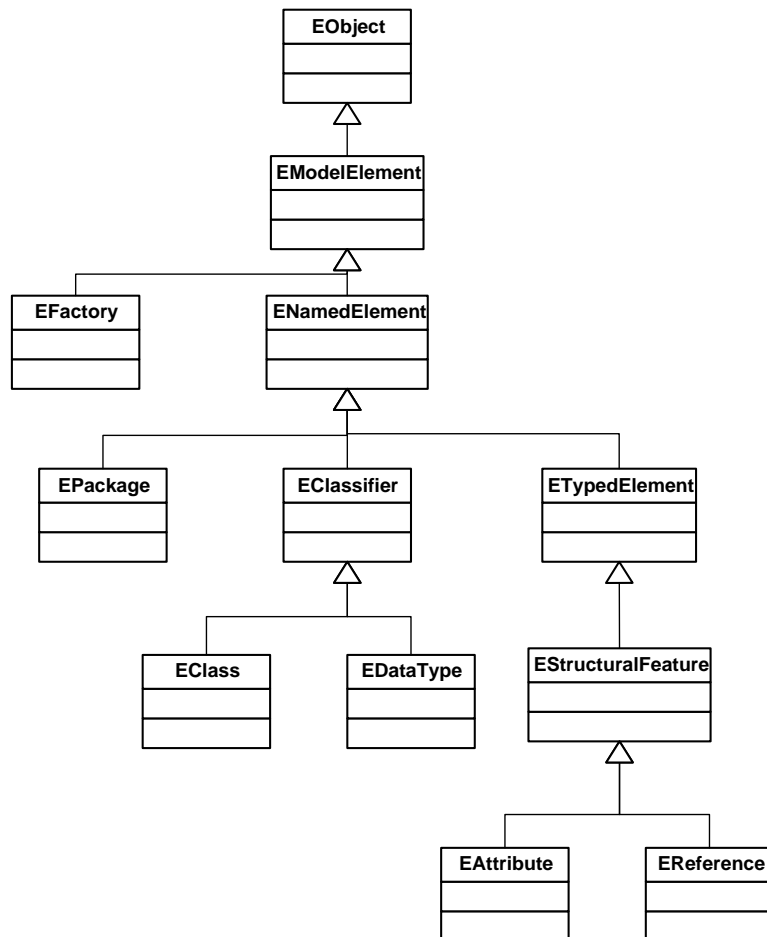 EObject
EModelElement
EFactory
ENamedElement
EPackage
EClassifier
ETypedElement
EClass
EDataType
EStructuralFeature
EAttribute
EReference